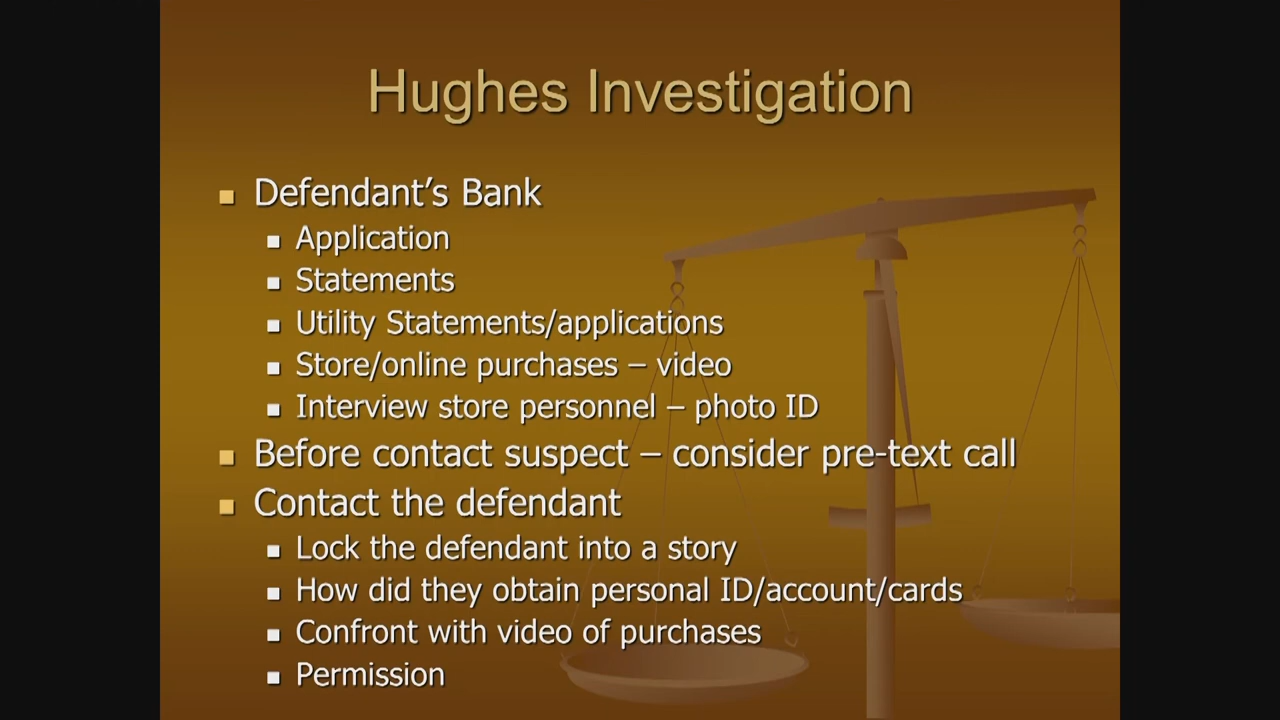 Hughes Investigation
Defendant’s Bank
Application
Statements
Utility Statements/applications
Store/online purchases – video
Interview store personnel – photo ID
Before contact suspect – consider pre-text call
Contact the defendant
Lock the defendant into a story
How did they obtain personal ID/account/cards
Confront with video of purchases
Permission